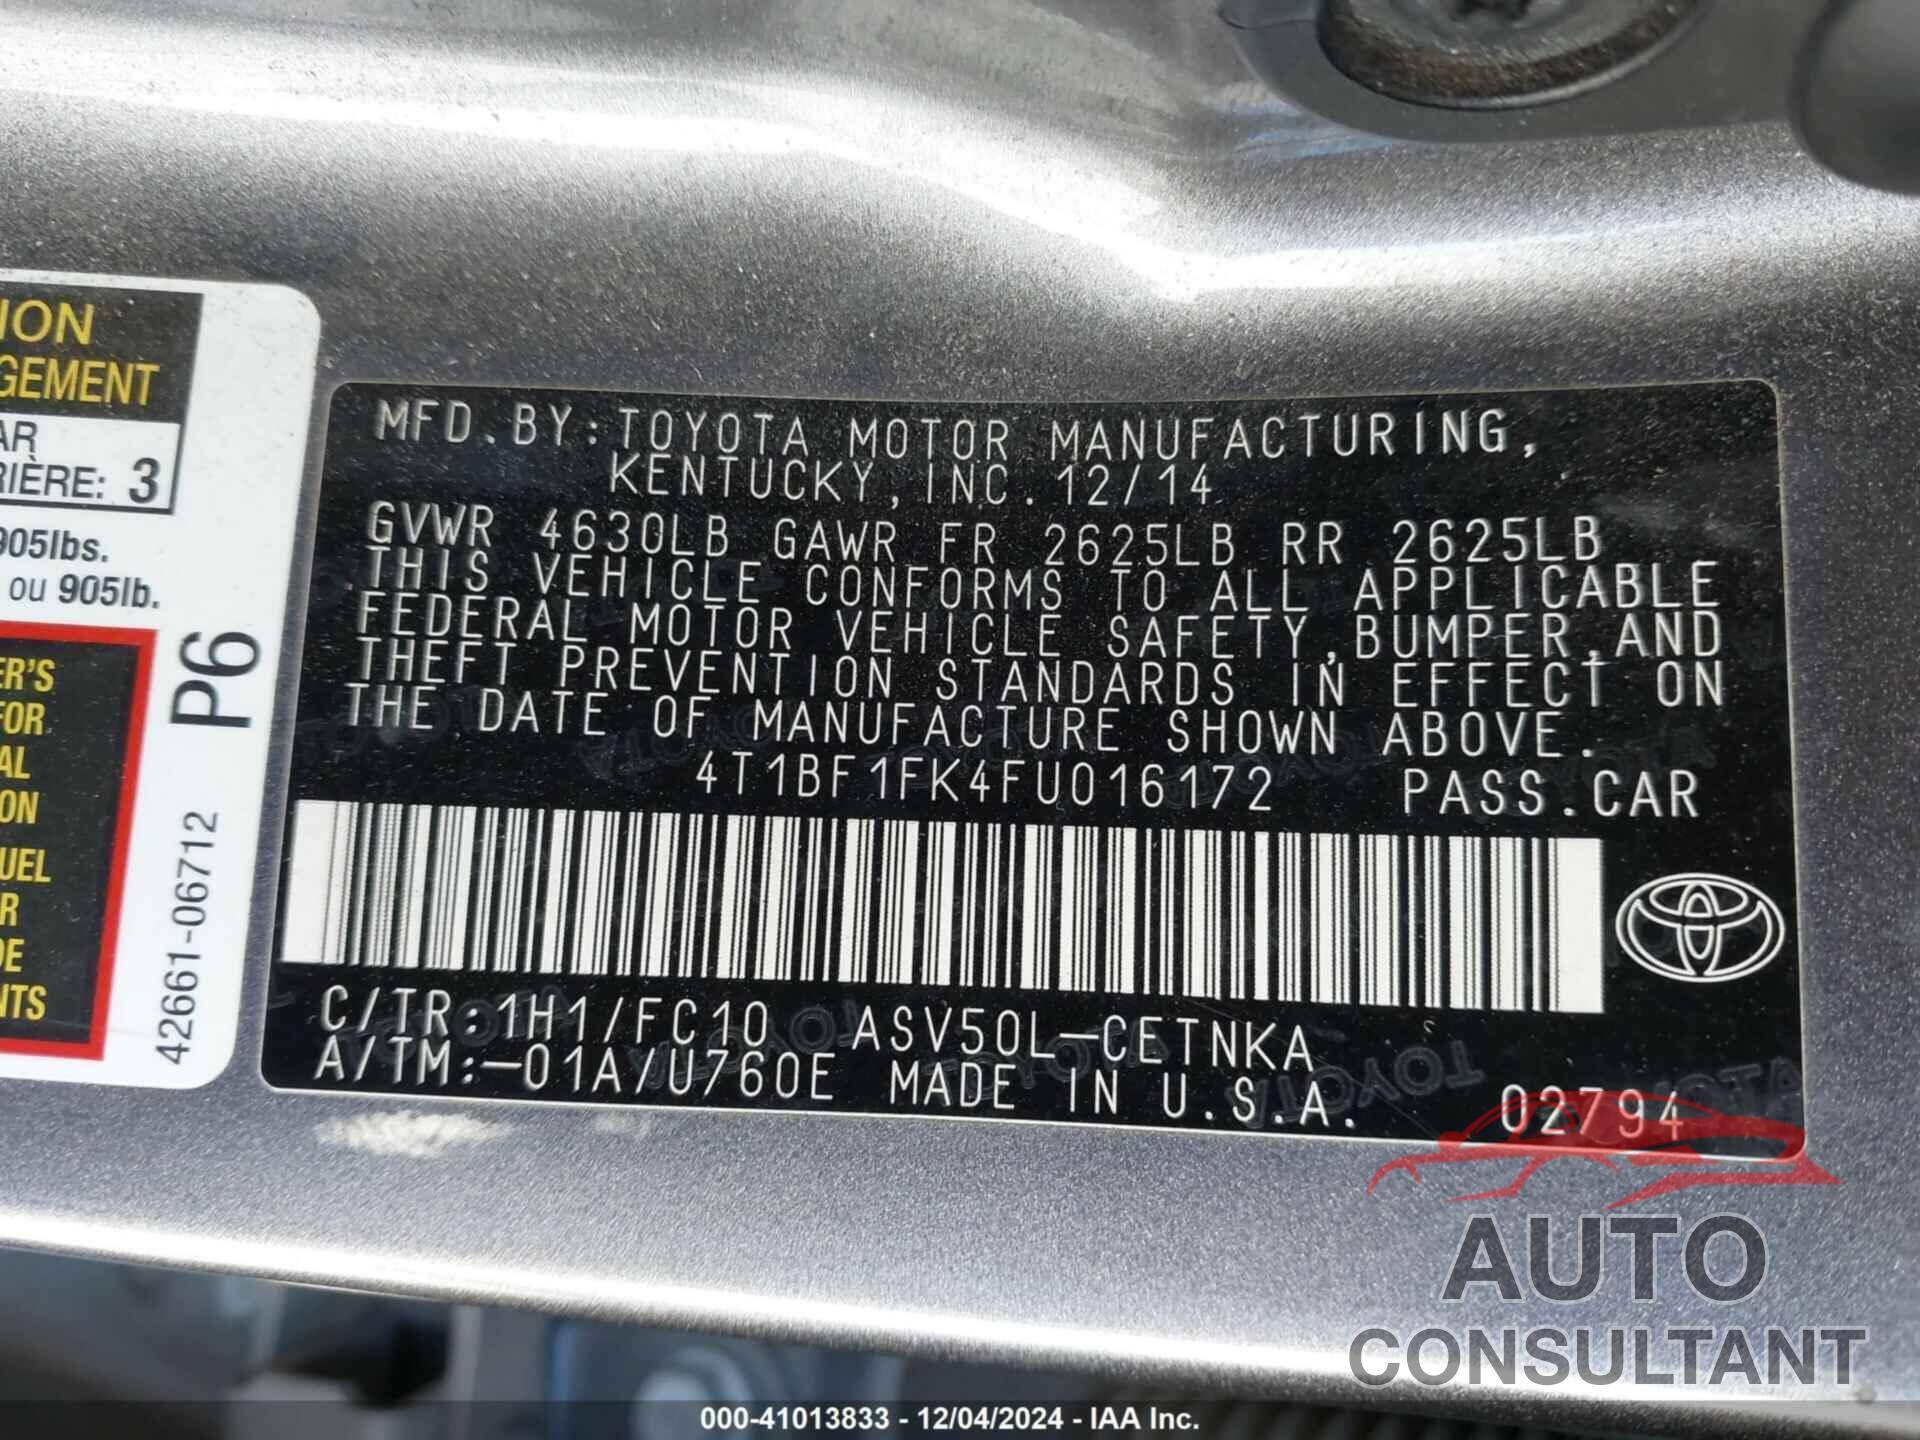 ION
GEMENT
AR
RIÈRE: 3
905lbs.
ou 905lb.
ER'S
FOR
AL
ION
UEL
R
DE
NTS
P6
42661-06712
MFD.BY:TOYOTA MOTOR MANUFACTURING,
KENTUCKY,INC.12/14
GVWR 4630LB GAWR FR 2625LB RR 2625LB
THIS VEHICLE CONFORMS TO ALL APPLICABLE
FEDERAL MOTOR VEHICLE SAFETY,BUMPER,AND
THEFT PREVENTION STANDARDS IN EFFECT ON
THE DATE OF MANUFACTURE SHOWN ABOVE.
4T1BF1FK4FU016172 PASS.CAR
C/TR:1H1/FC10 ASV50L-CETNKA
A/TM:-01A/U760E MADE IN U.S.A. 02794
AUTO
CONSULTANT
000-41013833 - 12/04/2024 - IAA Inc.